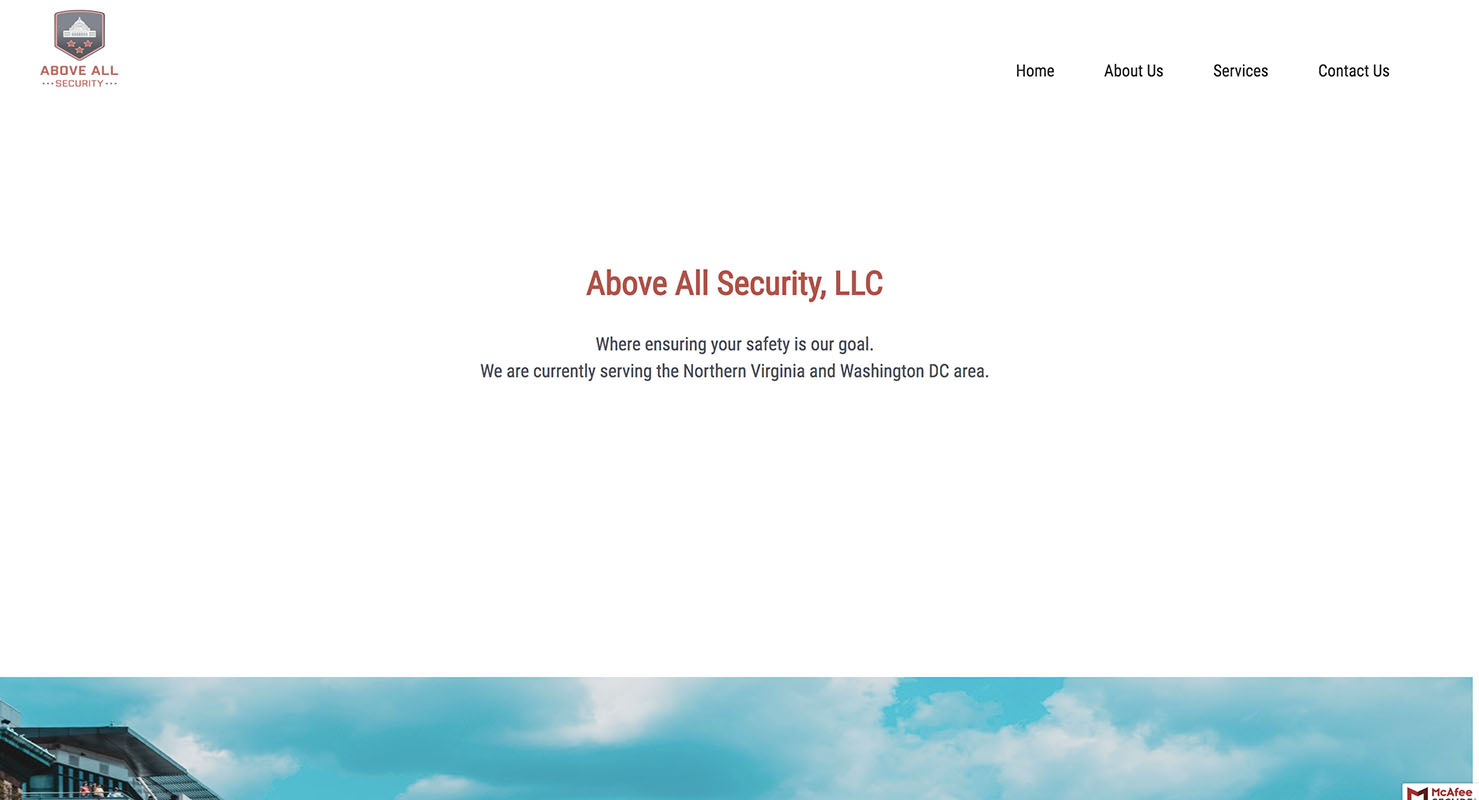 ABOVE ALL
SECURITY
Home
About Us
Services
Contact Us
Above All Security, LLC
Where ensuring your safety is our goal.
We are currently serving the Northern Virginia and Washington DC area.
McAfee